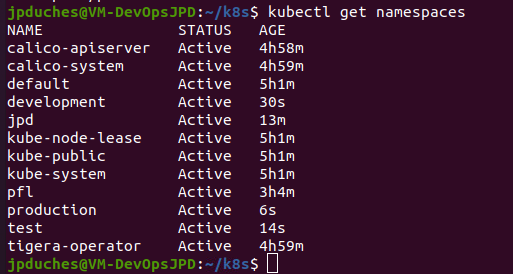 jpduches@VM-DevOpsJPD:~/k8s$ kubectl get namespaces
NAME STATUS AGE
calico-apiserver Active 4h58m
calico-system Active 4h59m
default Active 5h1m
development Active 30s
jpd Active 13m
kube-node-lease Active 5h1m
kube-public Active 5h1m
kube-system Active 5h1m
pfl Active 3h4m
production Active 6s
test Active 14s
tigera-operator Active 4h59m
jpduches@VM-DevOpsJPD:~/k8s$